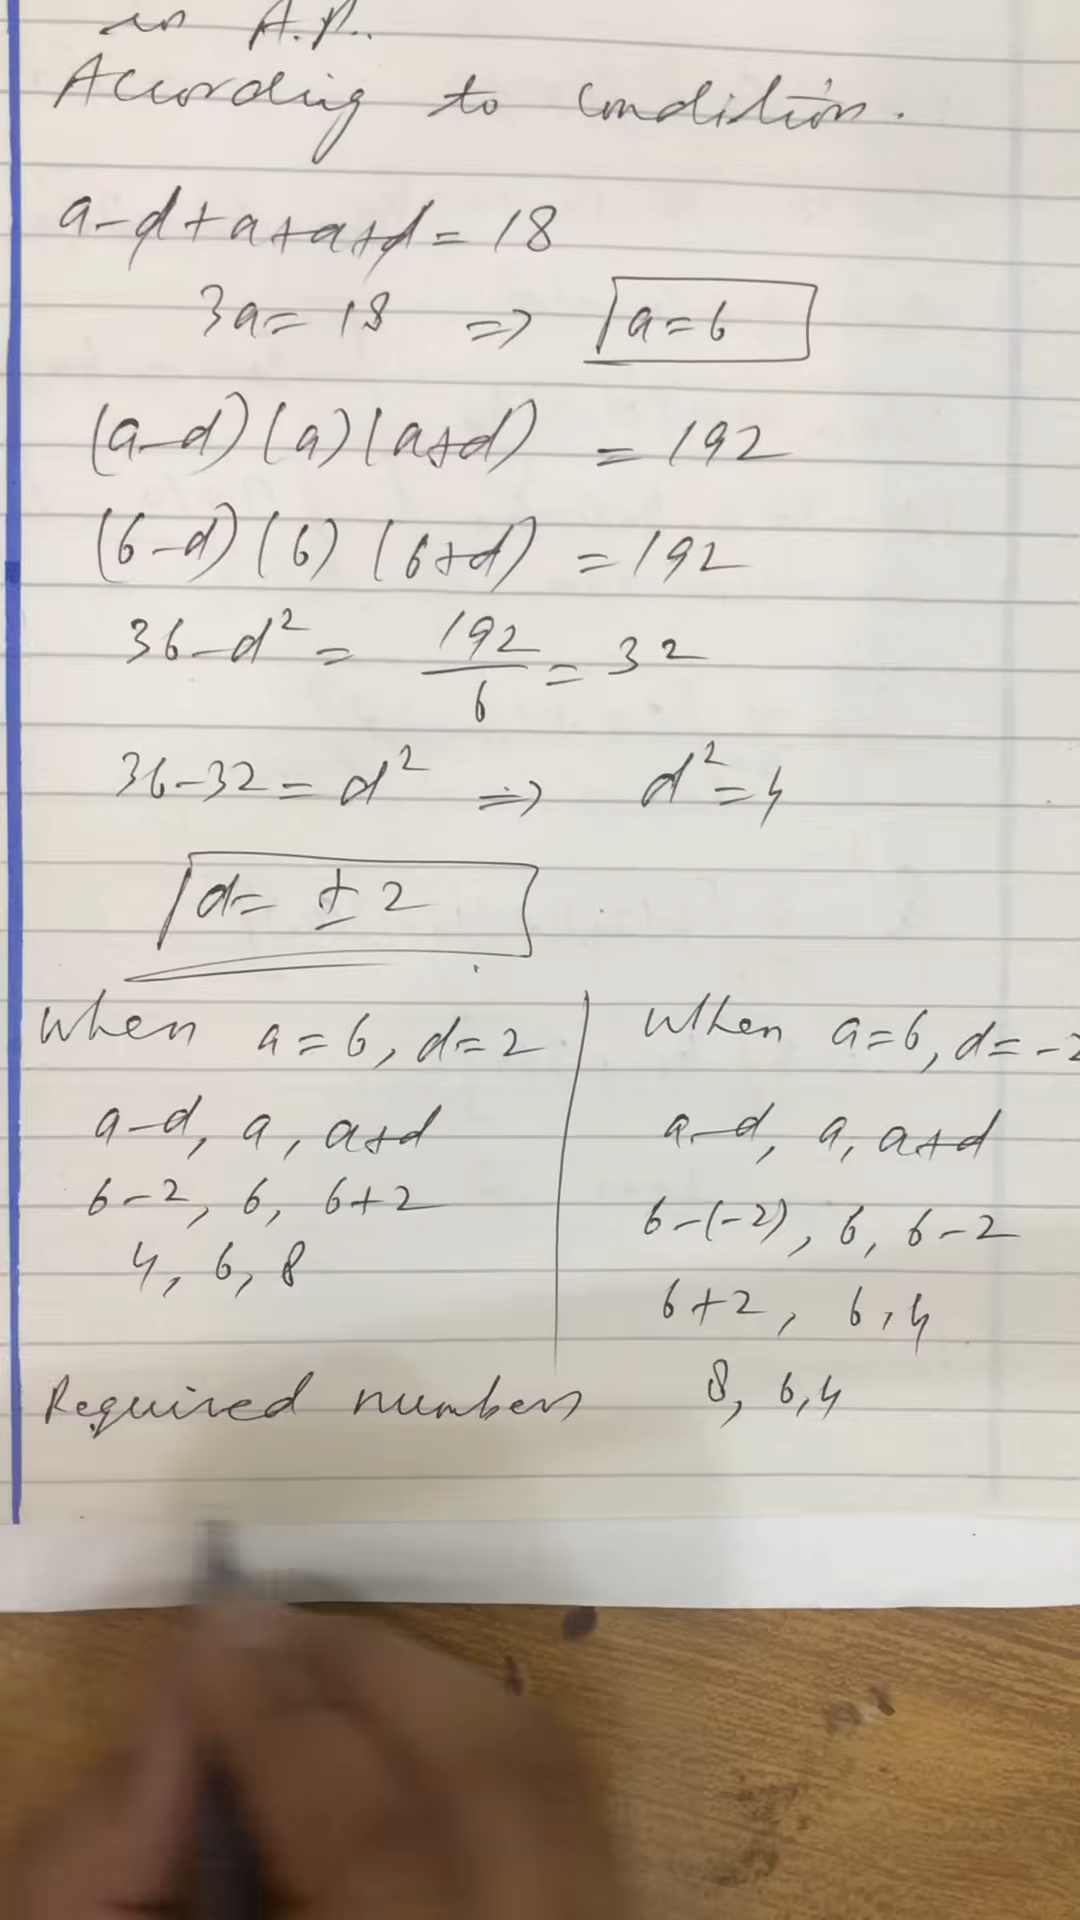 in A.P..
According to condition.
a-d+a+a+d = 18
3a = 18 => a = 6
(a-d)(a)(a+d) = 192
(6-d)(6)(6+d) = 192
36-d² = 192/6 = 32
36-32 = d² => d² = 4
d = ± 2
When a=6, d=2
a-d, a, a+d
6-2, 6, 6+2
4, 6, 8
When a=6, d=-2
a-d, a, a+d
6-(-2), 6, 6-2
6+2, 6, 4
8, 6, 4
Required numbers